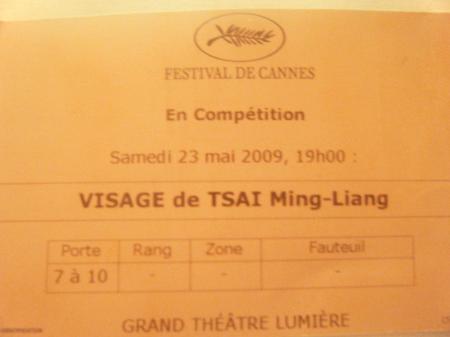 FESTIVAL DE CANNES
En Compétition
Samedi 23 mai 2009, 19h00 :
VISAGE de TSAI Ming-Liang
Porte Rang Zone Fauteuil
7 à 10 - - -
GRAND THÉÂTRE LUMIÈRE